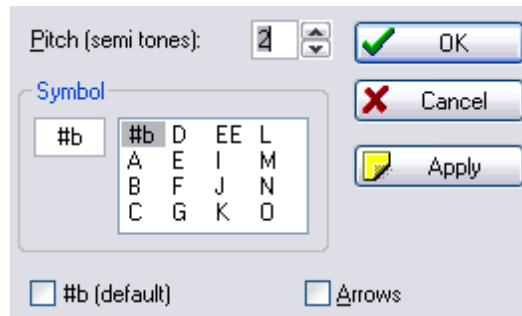 Pitch (semi tones): 2
OK
Symbol
Cancel
#b
#b D EE L
A E I M
B F J N
C G K O
Apply
#b (default)
Arrows